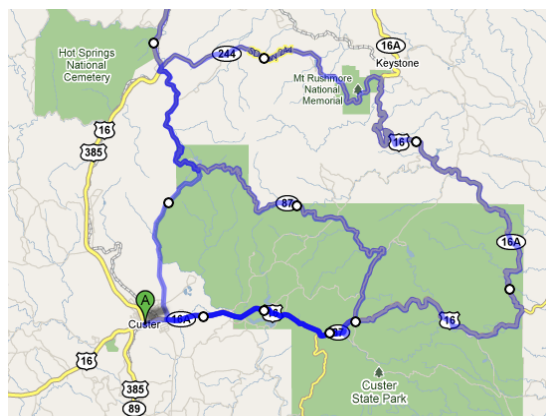 Hot Springs
National
Cemetery
244
16A
Keystone
Mt Rushmore
National
Memorial
16
385
16
87
16A
A
Custer
16A
16
87
16
16
385
89
Custer
State Park